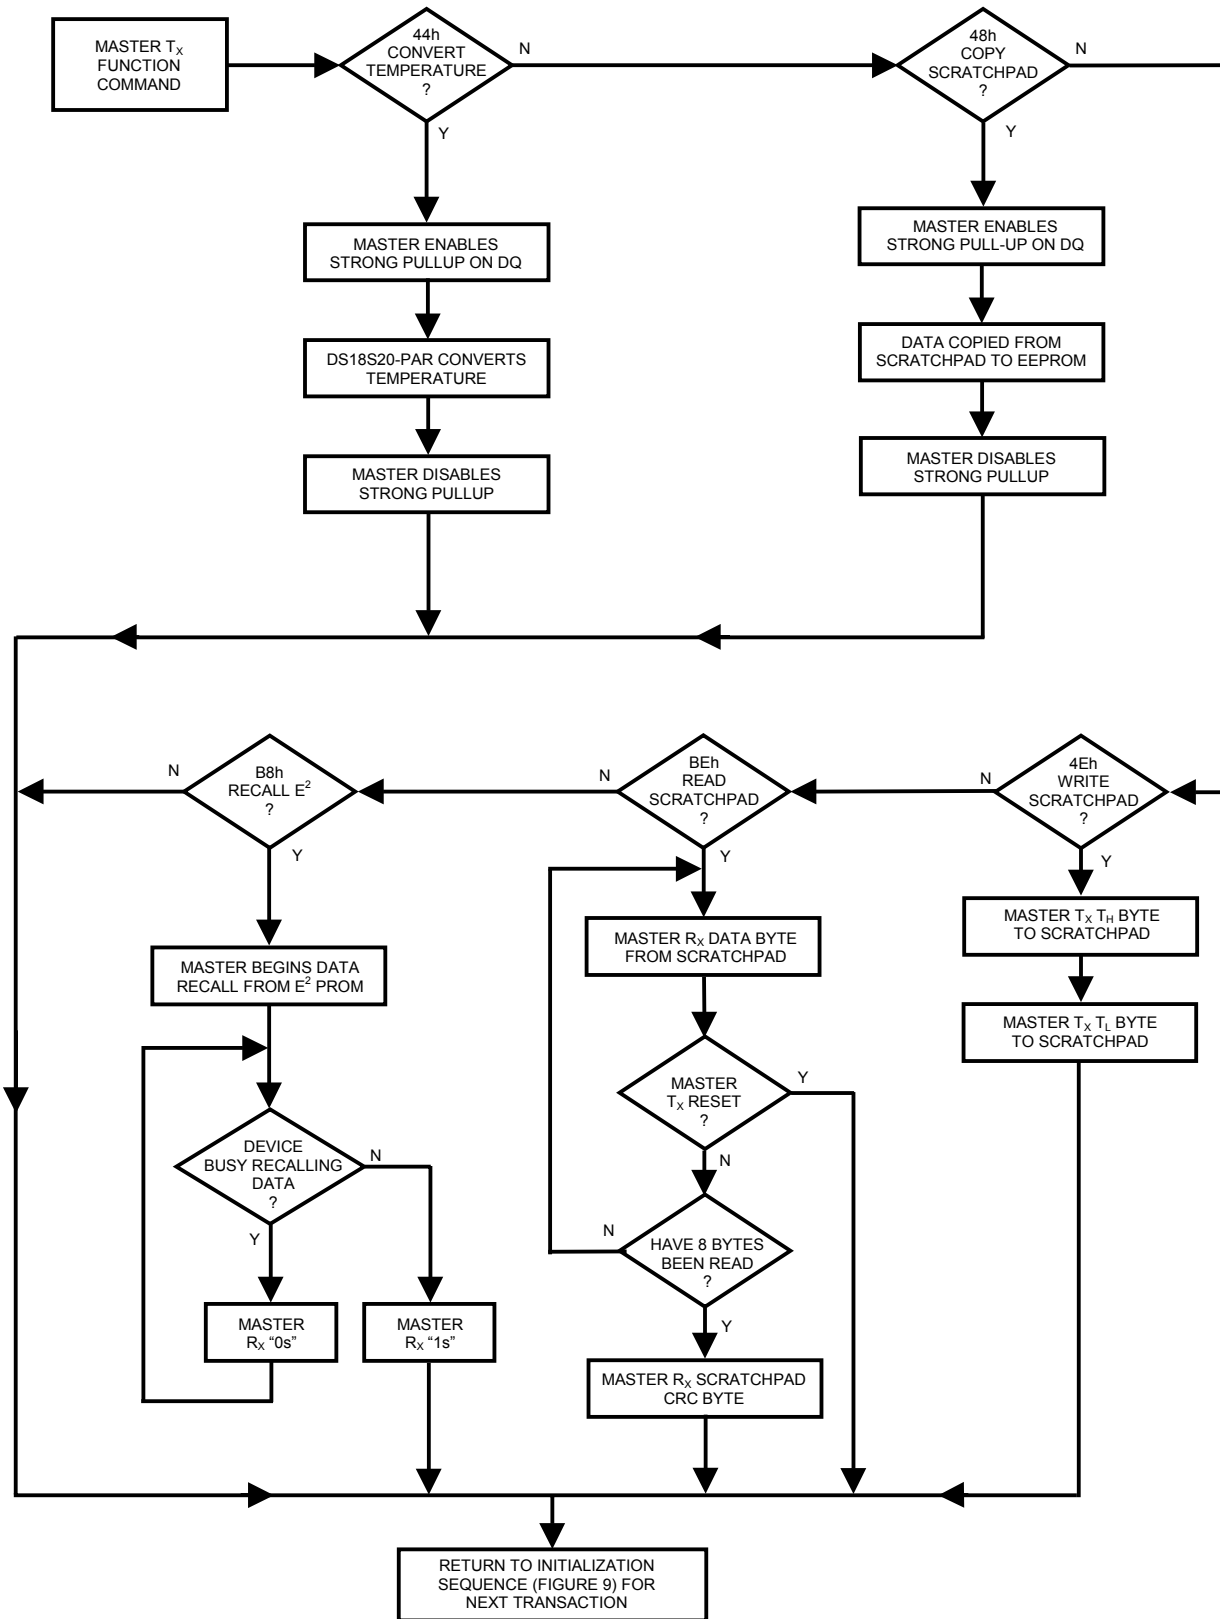 MASTER TX
FUNCTION
COMMAND
44h
CONVERT
TEMPERATURE
?
N
Y
48h
COPY
SCRATCHPAD
?
N
Y
MASTER ENABLES
STRONG PULLUP ON DQ
DS18S20-PAR CONVERTS
TEMPERATURE
MASTER DISABLES
STRONG PULLUP
MASTER ENABLES
STRONG PULL-UP ON DQ
DATA COPIED FROM
SCRATCHPAD TO EEPROM
MASTER DISABLES
STRONG PULLUP
B8h
RECALL E²
?
N
Y
BEh
READ
SCRATCHPAD
?
N
Y
4Eh
WRITE
SCRATCHPAD
?
N
Y
MASTER BEGINS DATA
RECALL FROM E² PROM
DEVICE
BUSY RECALLING
DATA
?
N
Y
MASTER
RX “0s”
MASTER
RX “1s”
MASTER RX DATA BYTE
FROM SCRATCHPAD
MASTER
TX RESET
?
Y
N
HAVE 8 BYTES
BEEN READ
?
N
Y
MASTER RX SCRATCHPAD
CRC BYTE
MASTER TX TH BYTE
TO SCRATCHPAD
MASTER TX TL BYTE
TO SCRATCHPAD
RETURN TO INITIALIZATION
SEQUENCE (FIGURE 9) FOR
NEXT TRANSACTION